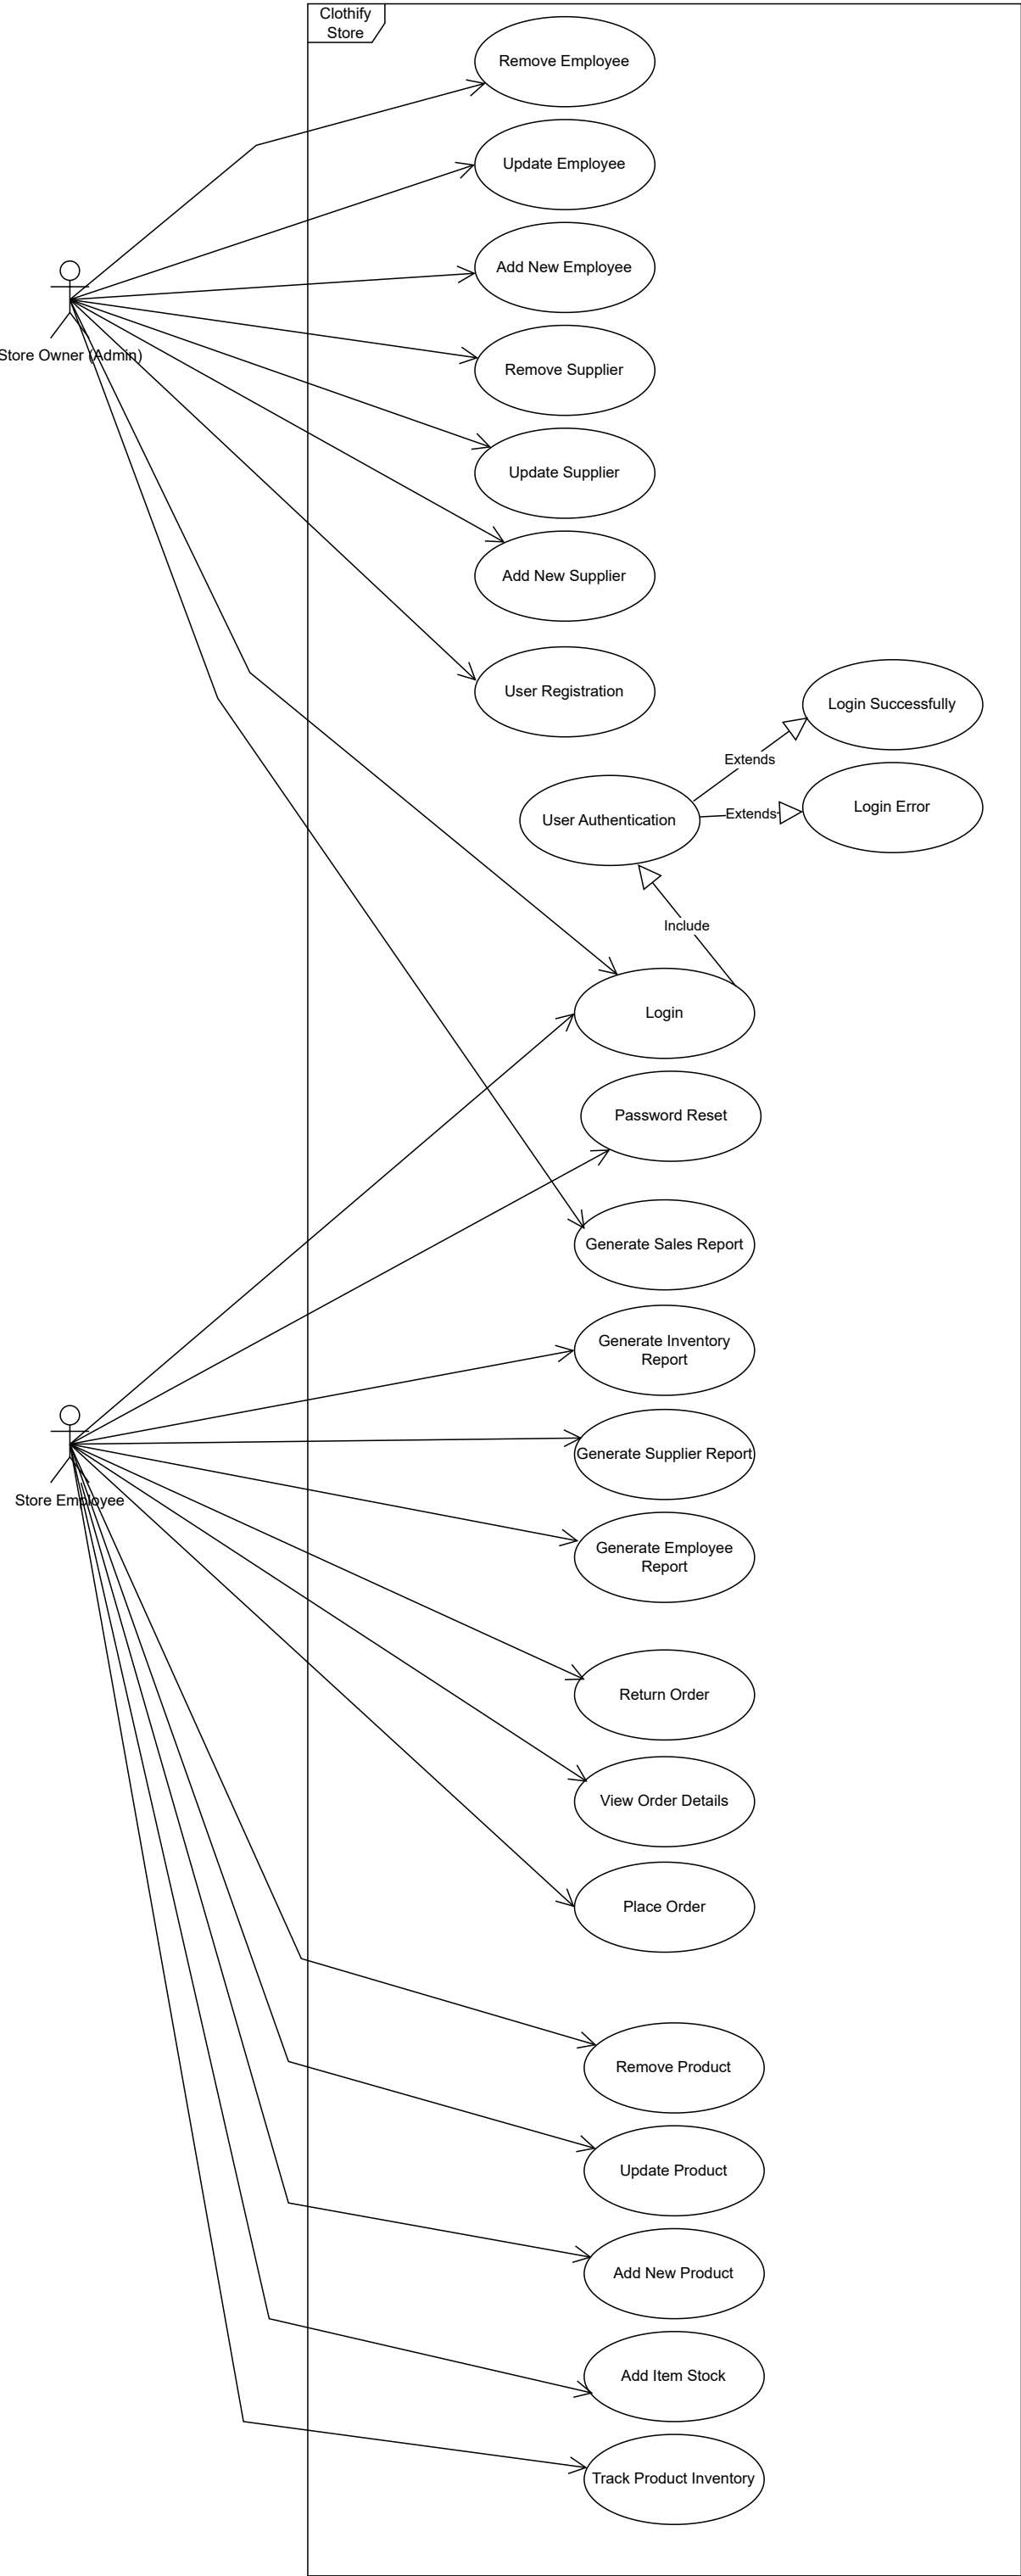 Clothify
Store
Remove Employee
Update Employee
Add New Employee
Store Owner (Admin)
Remove Supplier
Update Supplier
Add New Supplier
User Registration
Login Successfully
Extends
Login Error
Extends
User Authentication
Include
Login
Password Reset
Generate Sales Report
Generate Inventory
Report
Generate Supplier Report
Store Employee
Generate Employee
Report
Return Order
View Order Details
Place Order
Remove Product
Update Product
Add New Product
Add Item Stock
Track Product Inventory